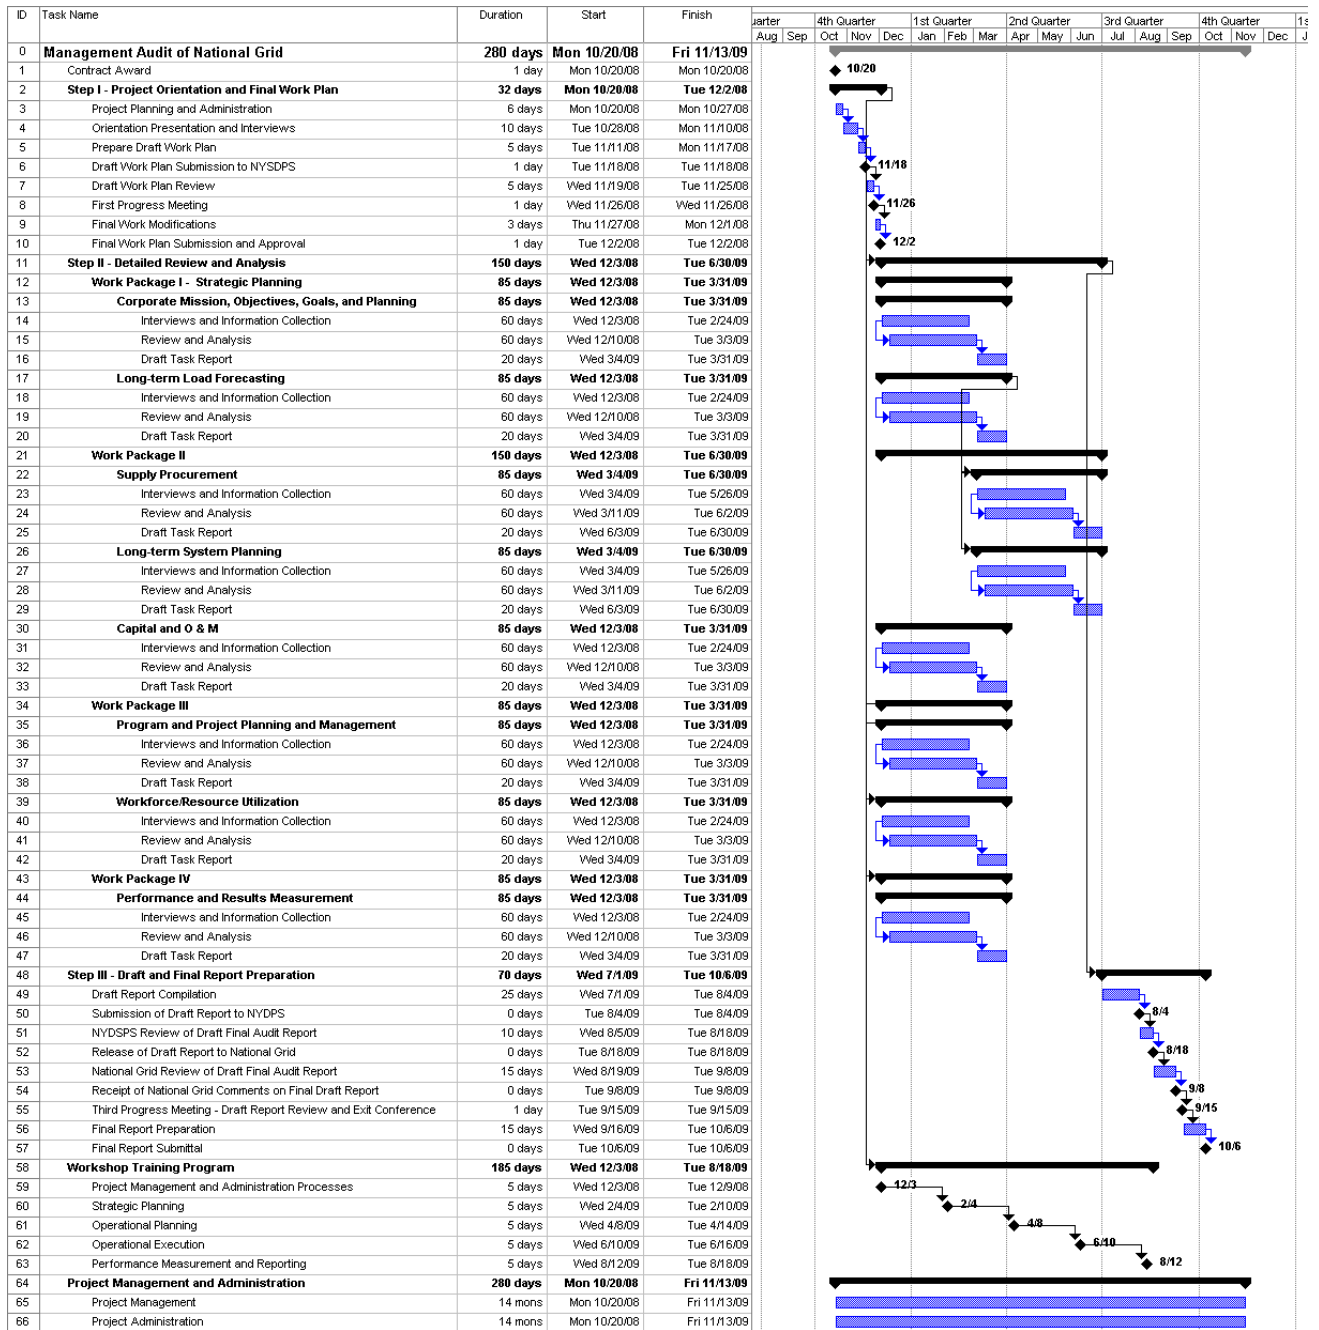 ID Task Name Duration Start Finish
uarter 4th Quarter 1st Quarter 2nd Quarter 3rd Quarter 4th Quarter 1s
Aug Sep Oct Nov Dec Jan Feb Mar Apr May Jun Jul Aug Sep Oct Nov Dec J
0 Management Audit of National Grid 280 days Mon 10/20/08 Fri 11/13/09
1 Contract Award 1 day Mon 10/20/08 Mon 10/20/08 10/20
2 Step I - Project Orientation and Final Work Plan 32 days Mon 10/20/08 Tue 12/2/08
3 Project Planning and Administration 6 days Mon 10/20/08 Mon 10/27/08
4 Orientation Presentation and Interviews 10 days Tue 10/28/08 Mon 11/10/08
5 Prepare Draft Work Plan 5 days Tue 11/11/08 Mon 11/17/08
6 Draft Work Plan Submission to NYSDPS 1 day Tue 11/18/08 Tue 11/18/08 11/18
7 Draft Work Plan Review 5 days Wed 11/19/08 Tue 11/25/08
8 First Progress Meeting 1 day Wed 11/26/08 Wed 11/26/08 11/26
9 Final Work Modifications 3 days Thu 11/27/08 Mon 12/1/08
10 Final Work Plan Submission and Approval 1 day Tue 12/2/08 Tue 12/2/08 12/2
11 Step II - Detailed Review and Analysis 150 days Wed 12/3/08 Tue 6/30/09
12 Work Package I - Strategic Planning 85 days Wed 12/3/08 Tue 3/31/09
13 Corporate Mission, Objectives, Goals, and Planning 85 days Wed 12/3/08 Tue 3/31/09
14 Interviews and Information Collection 60 days Wed 12/3/08 Tue 2/24/09
15 Review and Analysis 60 days Wed 12/10/08 Tue 3/3/09
16 Draft Task Report 20 days Wed 3/4/09 Tue 3/31/09
17 Long-term Load Forecasting 85 days Wed 12/3/08 Tue 3/31/09
18 Interviews and Information Collection 60 days Wed 12/3/08 Tue 2/24/09
19 Review and Analysis 60 days Wed 12/10/08 Tue 3/3/09
20 Draft Task Report 20 days Wed 3/4/09 Tue 3/31/09
21 Work Package II 150 days Wed 12/3/08 Tue 6/30/09
22 Supply Procurement 85 days Wed 3/4/09 Tue 6/30/09
23 Interviews and Information Collection 60 days Wed 3/4/09 Tue 5/26/09
24 Review and Analysis 60 days Wed 3/11/09 Tue 6/2/09
25 Draft Task Report 20 days Wed 6/3/09 Tue 6/30/09
26 Long-term System Planning 85 days Wed 3/4/09 Tue 6/30/09
27 Interviews and Information Collection 60 days Wed 3/4/09 Tue 5/26/09
28 Review and Analysis 60 days Wed 3/11/09 Tue 6/2/09
29 Draft Task Report 20 days Wed 6/3/09 Tue 6/30/09
30 Capital and O & M 85 days Wed 12/3/08 Tue 3/31/09
31 Interviews and Information Collection 60 days Wed 12/3/08 Tue 2/24/09
32 Review and Analysis 60 days Wed 12/10/08 Tue 3/3/09
33 Draft Task Report 20 days Wed 3/4/09 Tue 3/31/09
34 Work Package III 85 days Wed 12/3/08 Tue 3/31/09
35 Program and Project Planning and Management 85 days Wed 12/3/08 Tue 3/31/09
36 Interviews and Information Collection 60 days Wed 12/3/08 Tue 2/24/09
37 Review and Analysis 60 days Wed 12/10/08 Tue 3/3/09
38 Draft Task Report 20 days Wed 3/4/09 Tue 3/31/09
39 Workforce/Resource Utilization 85 days Wed 12/3/08 Tue 3/31/09
40 Interviews and Information Collection 60 days Wed 12/3/08 Tue 2/24/09
41 Review and Analysis 60 days Wed 12/10/08 Tue 3/3/09
42 Draft Task Report 20 days Wed 3/4/09 Tue 3/31/09
43 Work Package IV 85 days Wed 12/3/08 Tue 3/31/09
44 Performance and Results Measurement 85 days Wed 12/3/08 Tue 3/31/09
45 Interviews and Information Collection 60 days Wed 12/3/08 Tue 2/24/09
46 Review and Analysis 60 days Wed 12/10/08 Tue 3/3/09
47 Draft Task Report 20 days Wed 3/4/09 Tue 3/31/09
48 Step III - Draft and Final Report Preparation 70 days Wed 7/1/09 Tue 10/6/09
49 Draft Report Compilation 25 days Wed 7/1/09 Tue 8/4/09
50 Submission of Draft Report to NYDPS 0 days Tue 8/4/09 Tue 8/4/09 8/4
51 NYDSPS Review of Draft Final Audit Report 10 days Wed 8/5/09 Tue 8/18/09
52 Release of Draft Report to National Grid 0 days Tue 8/18/09 Tue 8/18/09 8/18
53 National Grid Review of Draft Final Audit Report 15 days Wed 8/19/09 Tue 9/8/09
54 Receipt of National Grid Comments on Final Draft Report 0 days Tue 9/8/09 Tue 9/8/09 9/8
55 Third Progress Meeting - Draft Report Review and Exit Conference 1 day Tue 9/15/09 Tue 9/15/09 9/15
56 Final Report Preparation 15 days Wed 9/16/09 Tue 10/6/09
57 Final Report Submittal 0 days Tue 10/6/09 Tue 10/6/09 10/6
58 Workshop Training Program 185 days Wed 12/3/08 Tue 8/18/09
59 Project Management and Administration Processes 5 days Wed 12/3/08 Tue 12/9/08 12/3
60 Strategic Planning 5 days Wed 2/4/09 Tue 2/10/09 2/4
61 Operational Planning 5 days Wed 4/8/09 Tue 4/14/09 4/8
62 Operational Execution 5 days Wed 6/10/09 Tue 6/16/09 6/10
63 Performance Measurement and Reporting 5 days Wed 8/12/09 Tue 8/18/09 8/12
64 Project Management and Administration 280 days Mon 10/20/08 Fri 11/13/09
65 Project Management 14 mons Mon 10/20/08 Fri 11/13/09
66 Project Administration 14 mons Mon 10/20/08 Fri 11/13/09